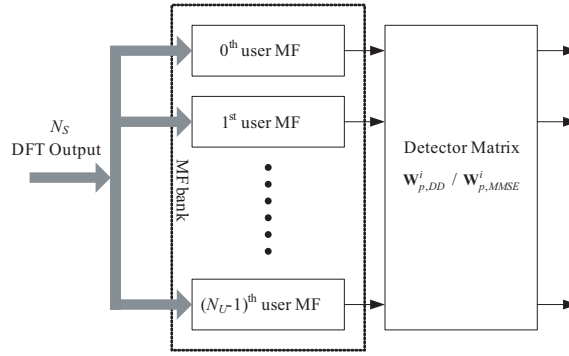 0th user MF
1st user MF
N_S
DFT Output
MF bank
Detector Matrix
W^i_{p,DD} / W^i_{p,MMSE}
(N_U-1)th user MF